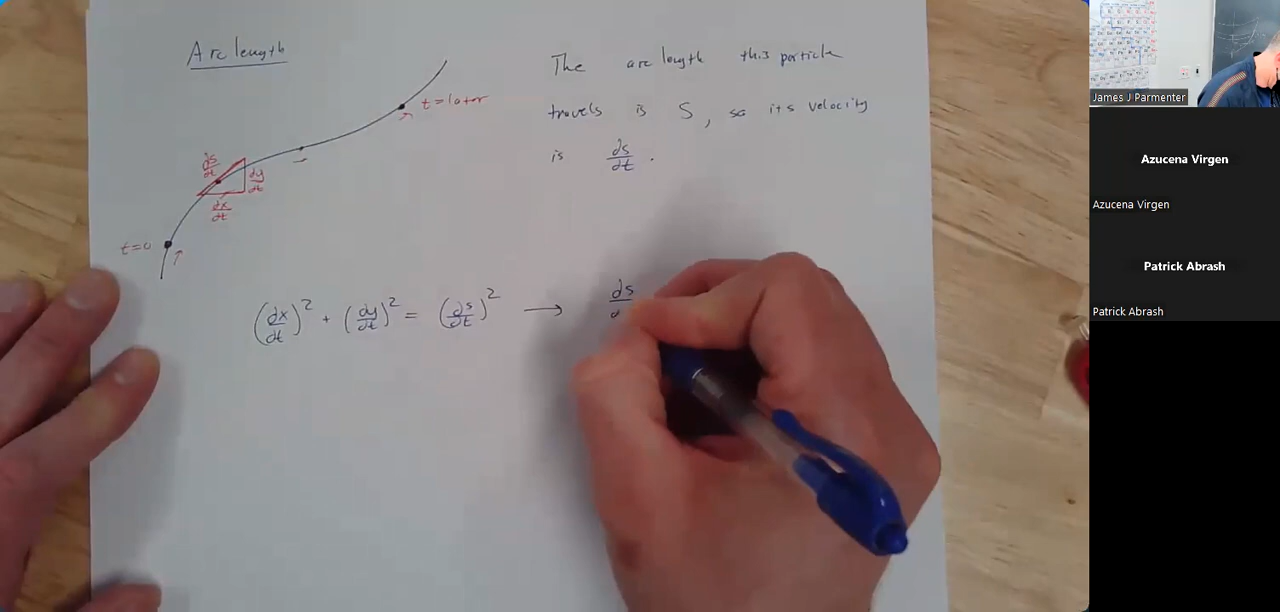 Arc length
t = later
ds/dt
dy/dt
dx/dt
t=0
The arc length this particle
travels is S, so its velocity
is ds/dt.
(dx/dt)² + (dy/dt)² = (ds/dt)² → ds
James J Parmenter
Azucena Virgen
Azucena Virgen
Patrick Abrash
Patrick Abrash